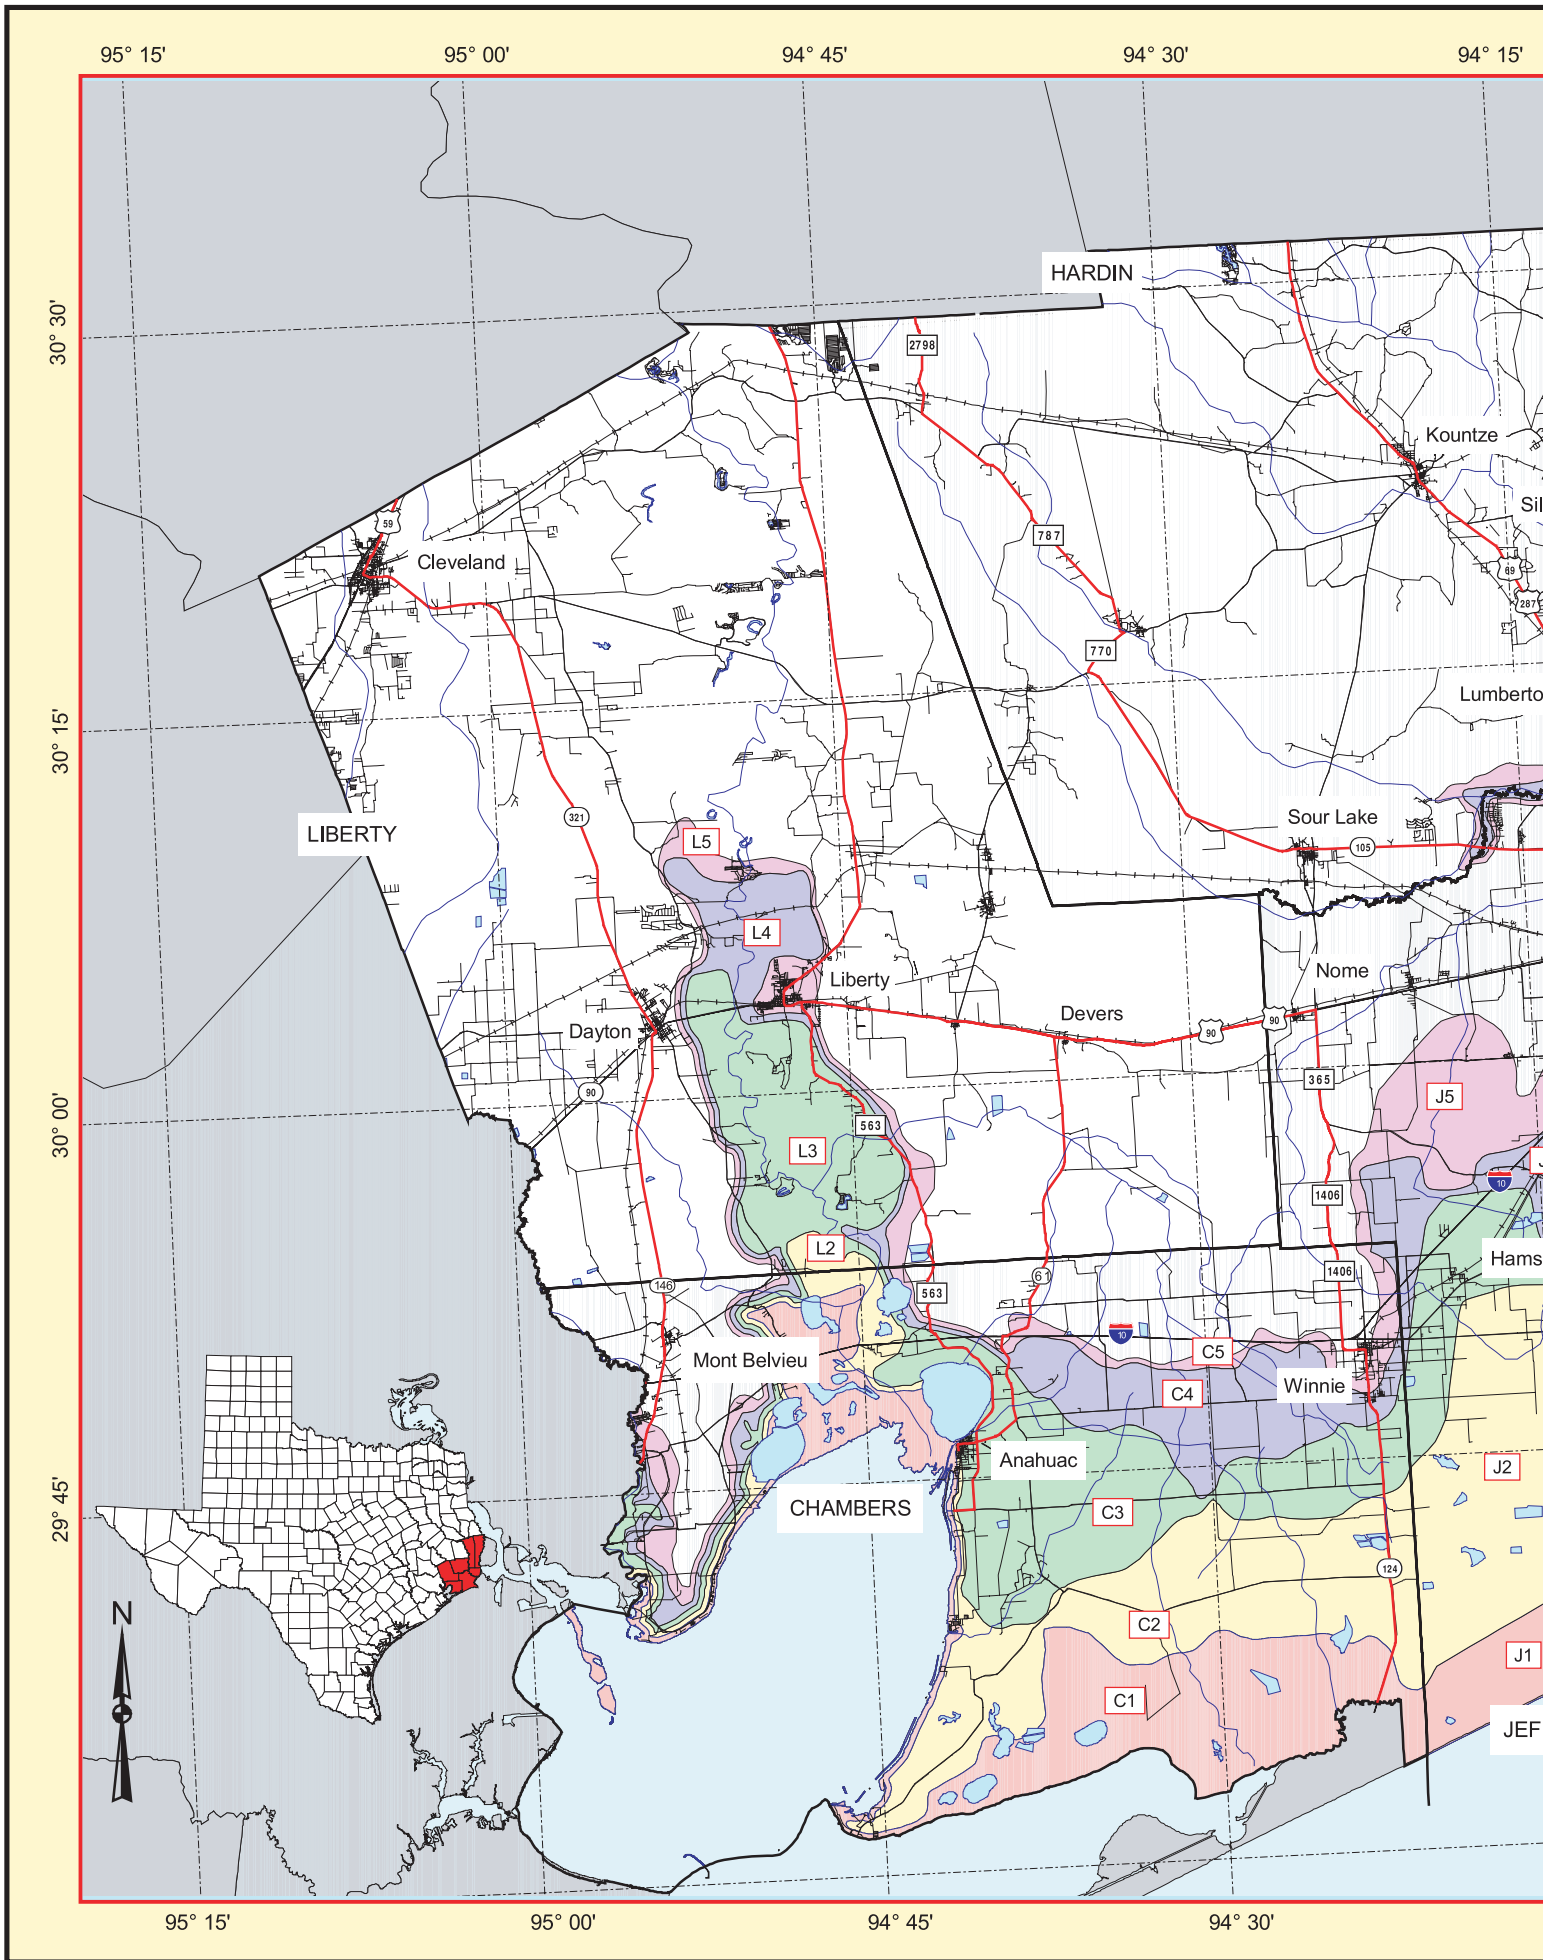 95° 15' 95° 00' 94° 45' 94° 30' 94° 15'
HARDIN
30° 30'
2798
Kountze
Sil
59
787
Cleveland
69
287
770
Lumberto
30° 15'
321
Sour Lake
LIBERTY
L5
105
L4
Nome
Liberty
Devers
90
90
Dayton
365
90
J5
30° 00'
563
L3
J
10
1406
L2
Hams
146
61
1406
563
10
C5
Mont Belvieu
Winnie
C4
Anahuac
J2
CHAMBERS
C3
29° 45'
124
N
C2
J1
C1
JEF
95° 15' 95° 00' 94° 45' 94° 30'